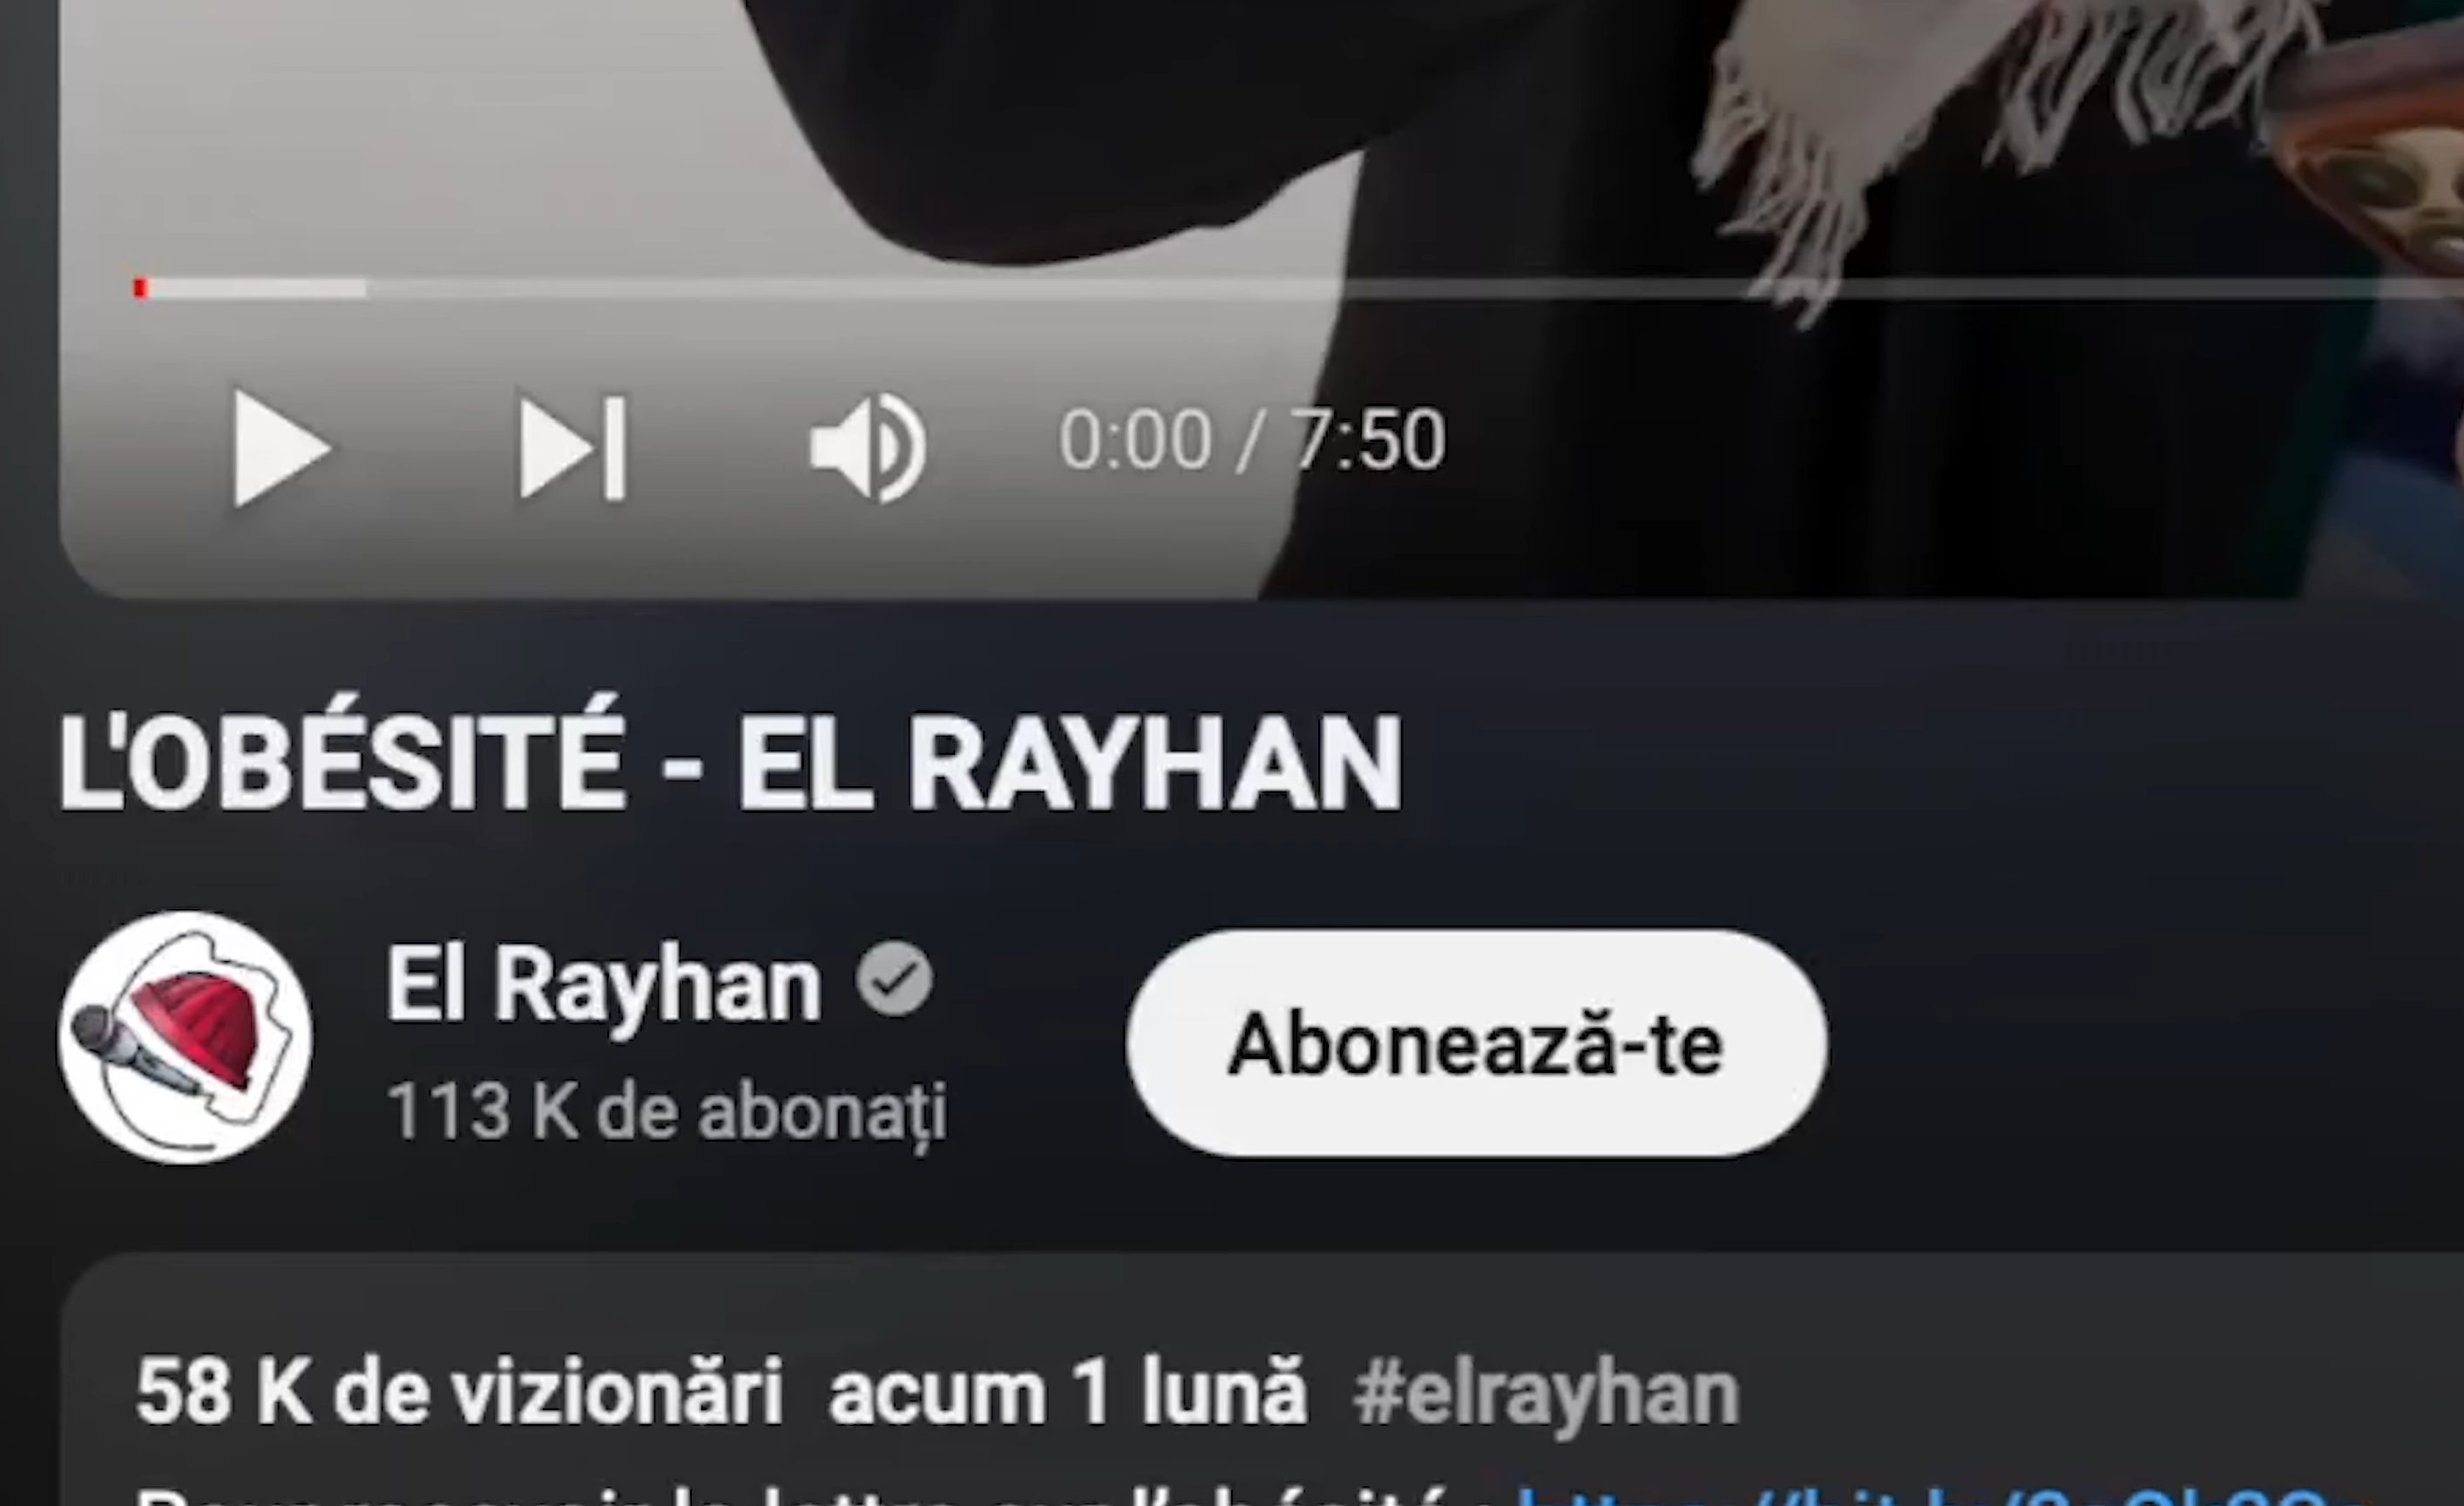 0:00 / 7:50
L'OBÉSITÉ - EL RAYHAN
El Rayhan
Abonează-te
113 K de abonați
58 K de vizionări acum 1 lună #elrayhan